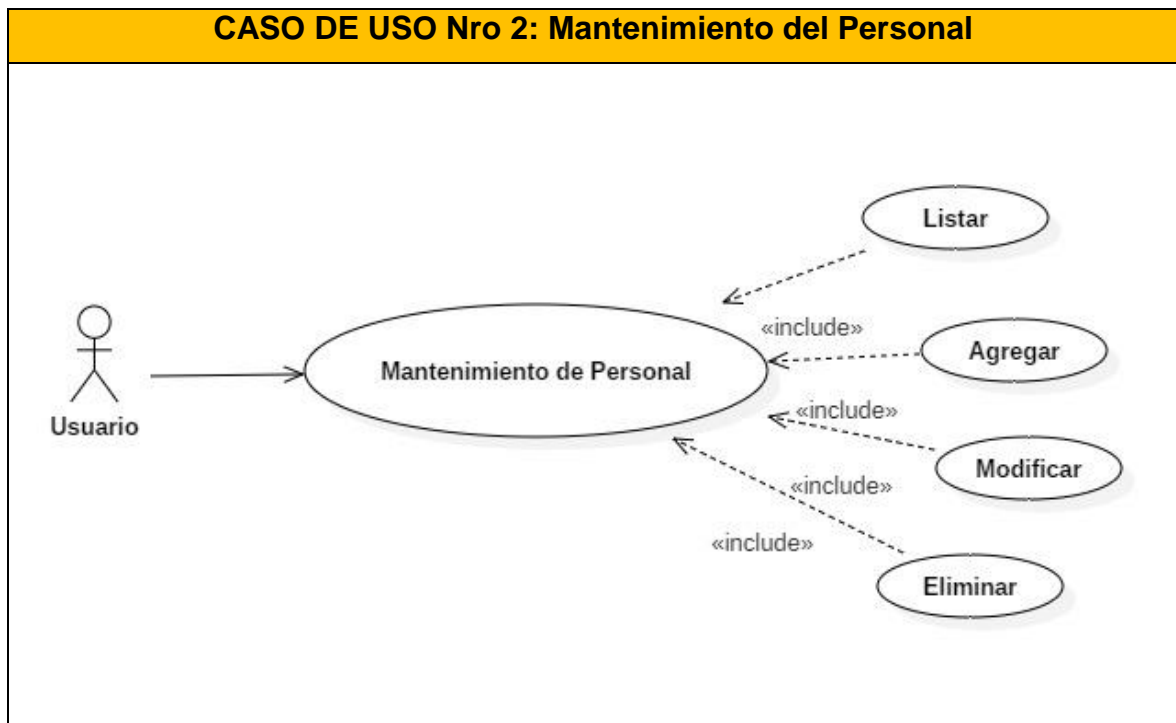 CASO DE USO Nro 2: Mantenimiento del Personal
Listar
«include»
Agregar
Mantenimiento de Personal
«include»
Usuario
Modificar
«include»
«include»
Eliminar